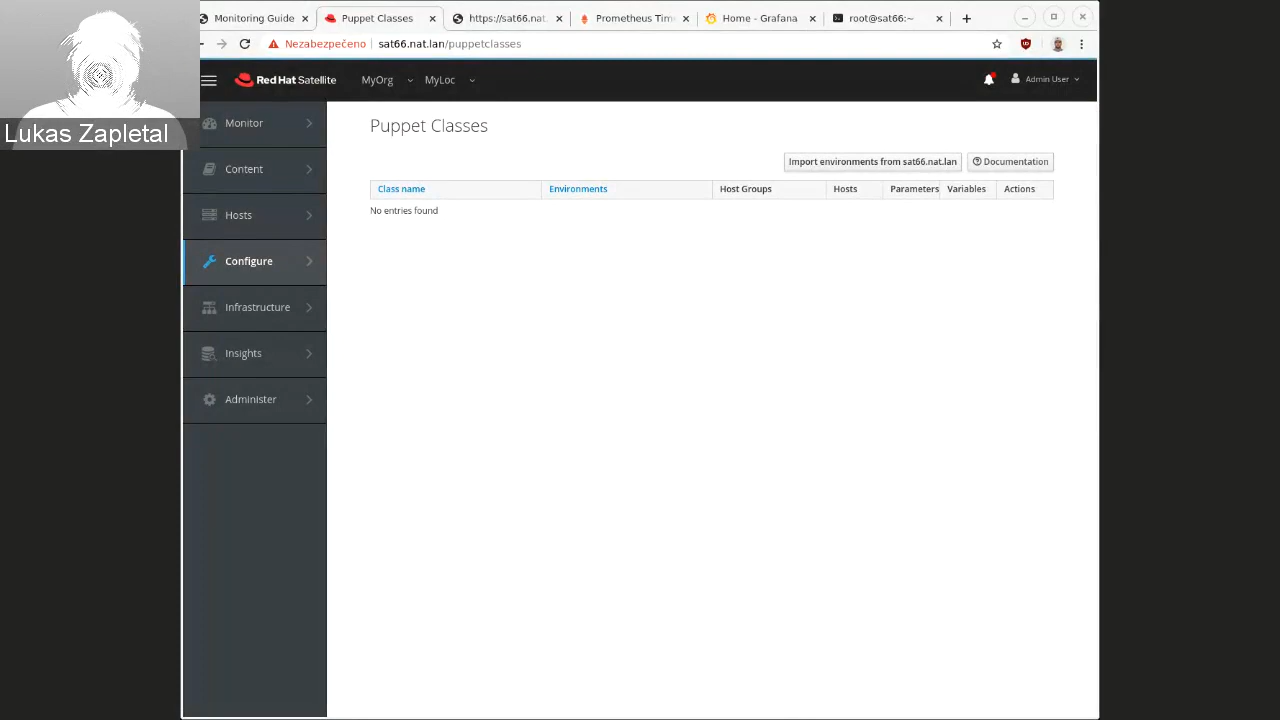 Lukas Zapletal
Monitoring Guide
Puppet Classes
https://sat66.nat.
Prometheus Time
Home - Grafana
root@sat66:~
Nezabezpečeno
sat66.nat.lan/puppetclasses
Red Hat Satellite
MyOrg
MyLoc
Admin User
Monitor
Content
Hosts
Configure
Infrastructure
Insights
Administer
Puppet Classes
Import environments from sat66.nat.lan
Documentation
Class name
Environments
Host Groups
Hosts
Parameters
Variables
Actions
No entries found